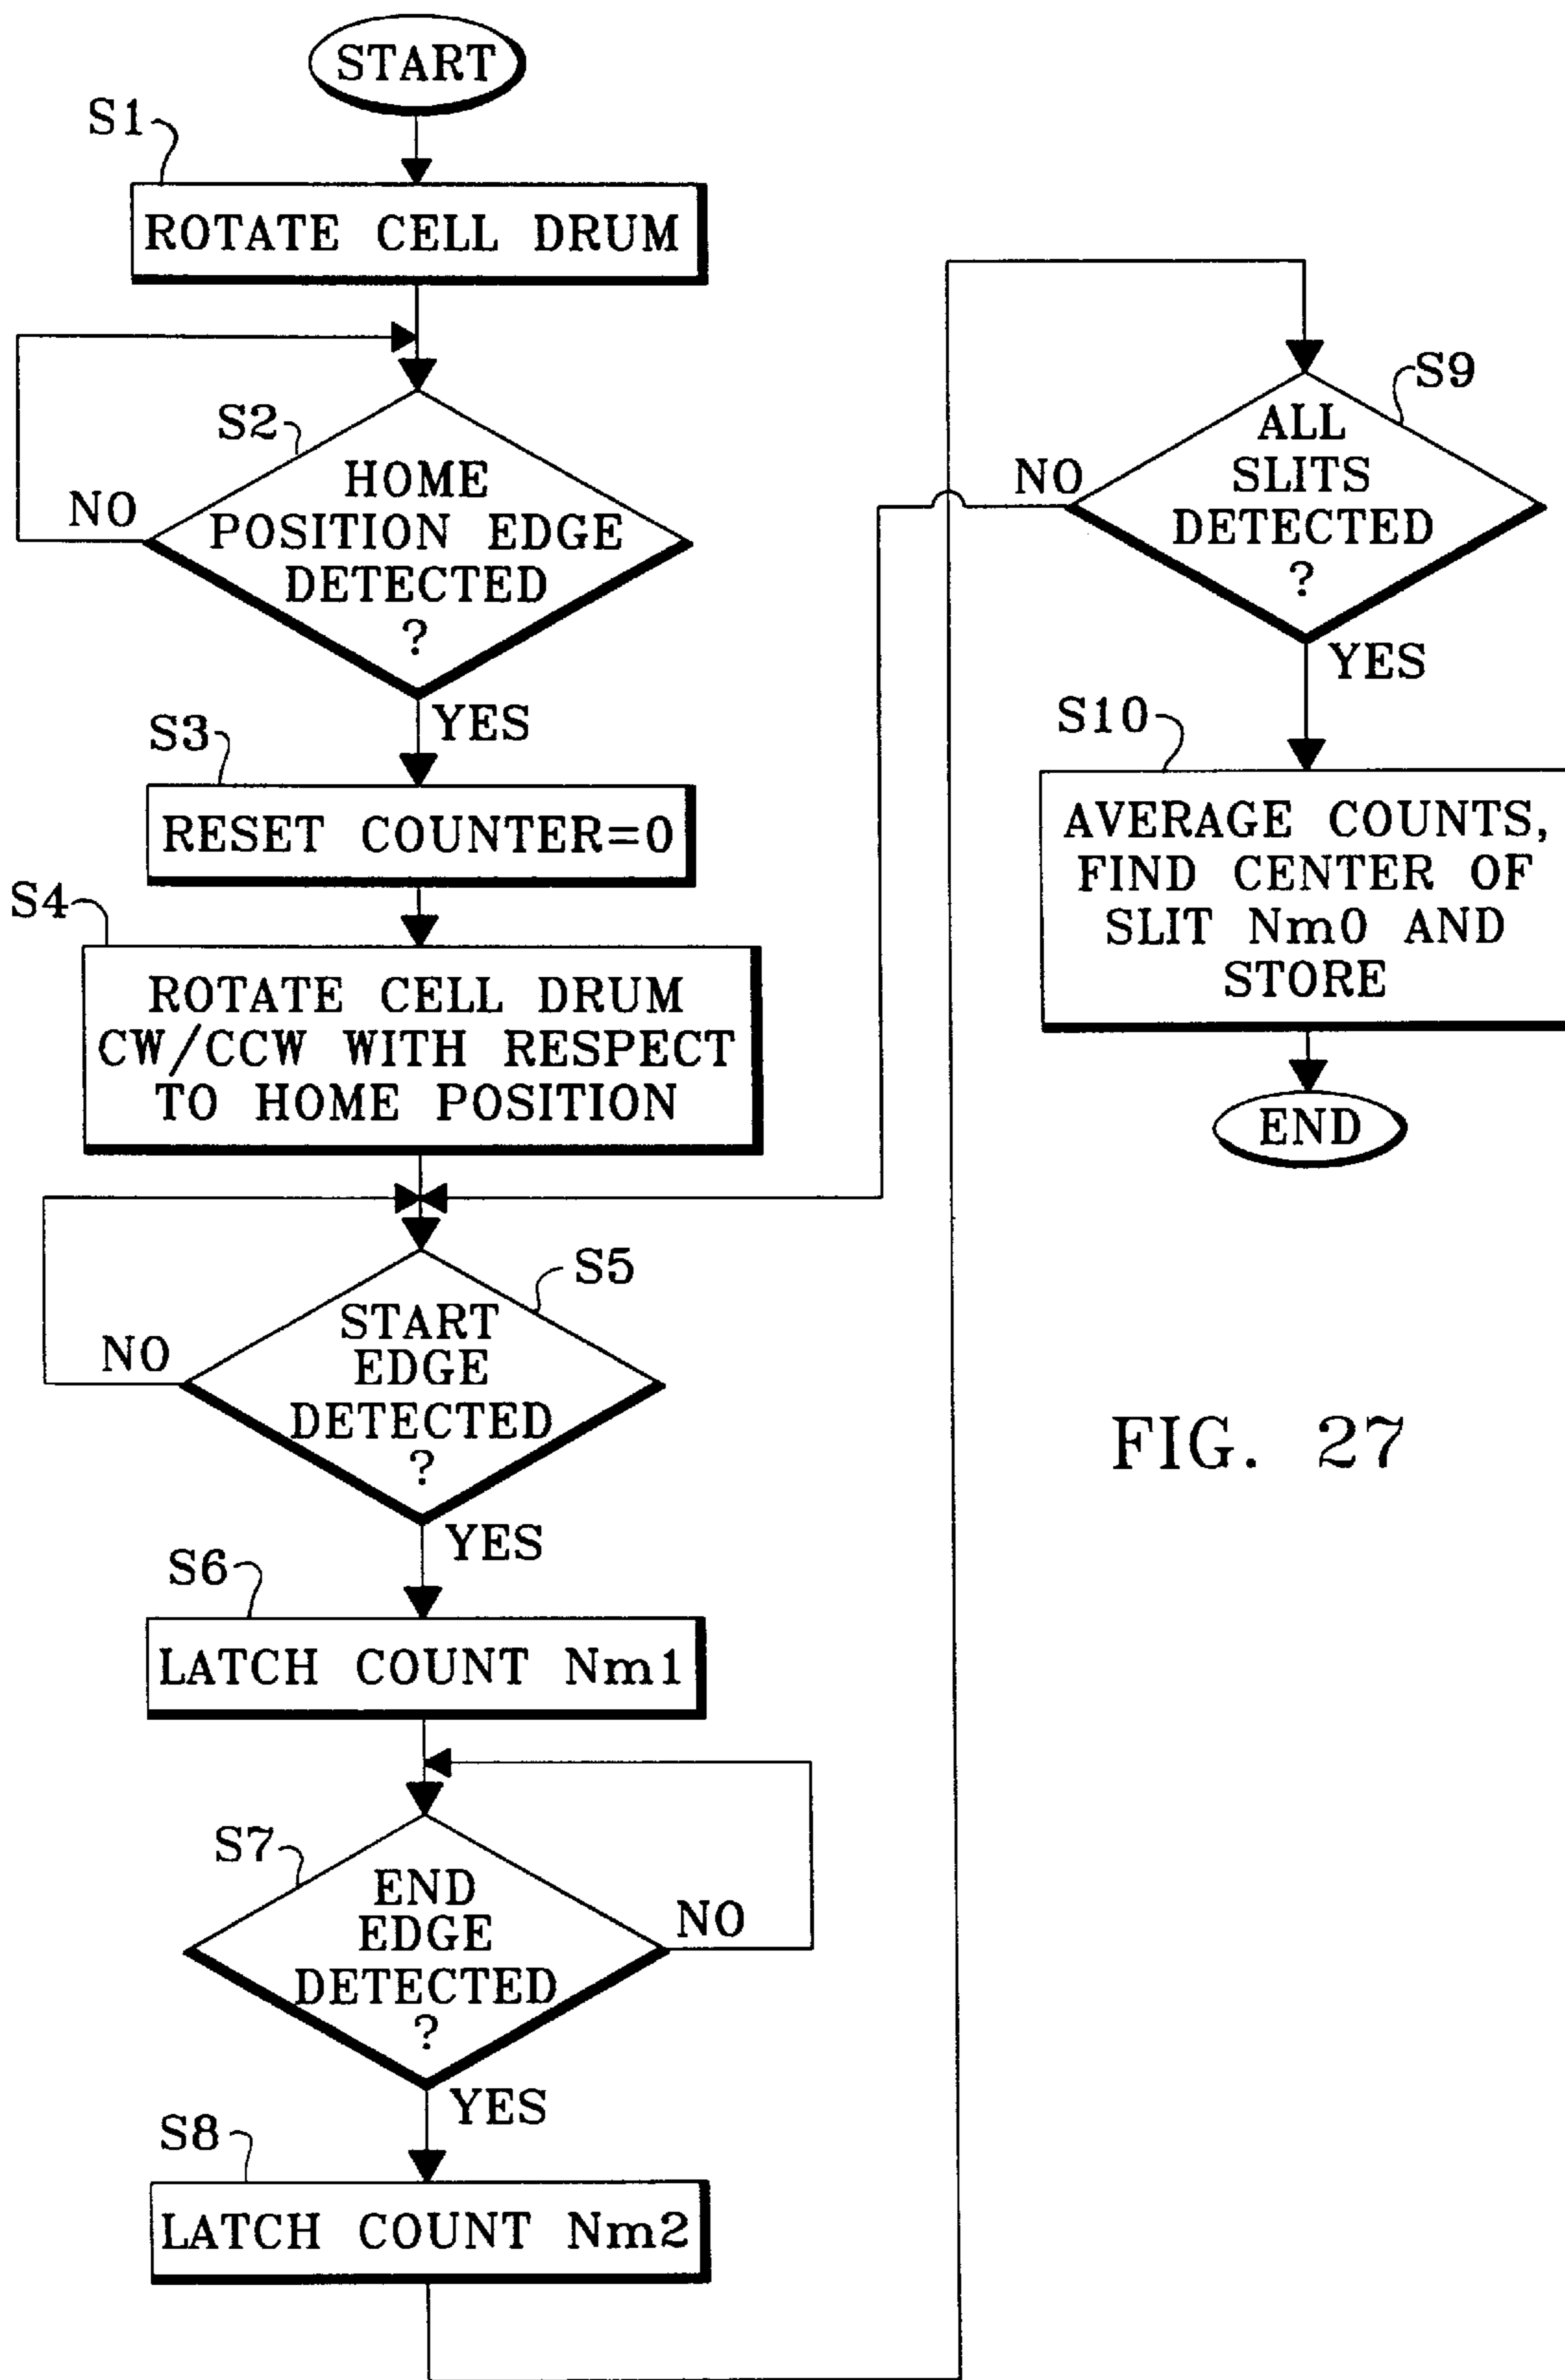 START
S1
ROTATE CELL DRUM
S2
HOME
POSITION EDGE
DETECTED
?
NO
YES
S3
RESET COUNTER=0
S4
ROTATE CELL DRUM
CW/CCW WITH RESPECT
TO HOME POSITION
S5
START
EDGE
DETECTED
?
NO
YES
S6
LATCH COUNT Nm1
S7
END
EDGE
DETECTED
?
NO
YES
S8
LATCH COUNT Nm2
S9
ALL
SLITS
DETECTED
?
NO
YES
S10
AVERAGE COUNTS,
FIND CENTER OF
SLIT Nm0 AND
STORE
END
FIG. 27